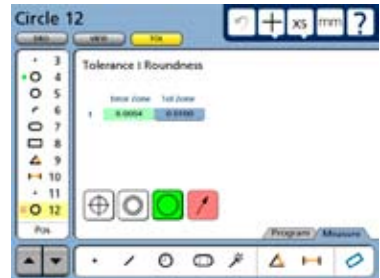 Circle 12
XS mm ?
DRO VIEW TOL
Tolerance : Roundness
Error Zone Tol Zone
1 0.0054 0.0100
3
4
5
6
7
8
9
10
11
12
Pos
Program Measure